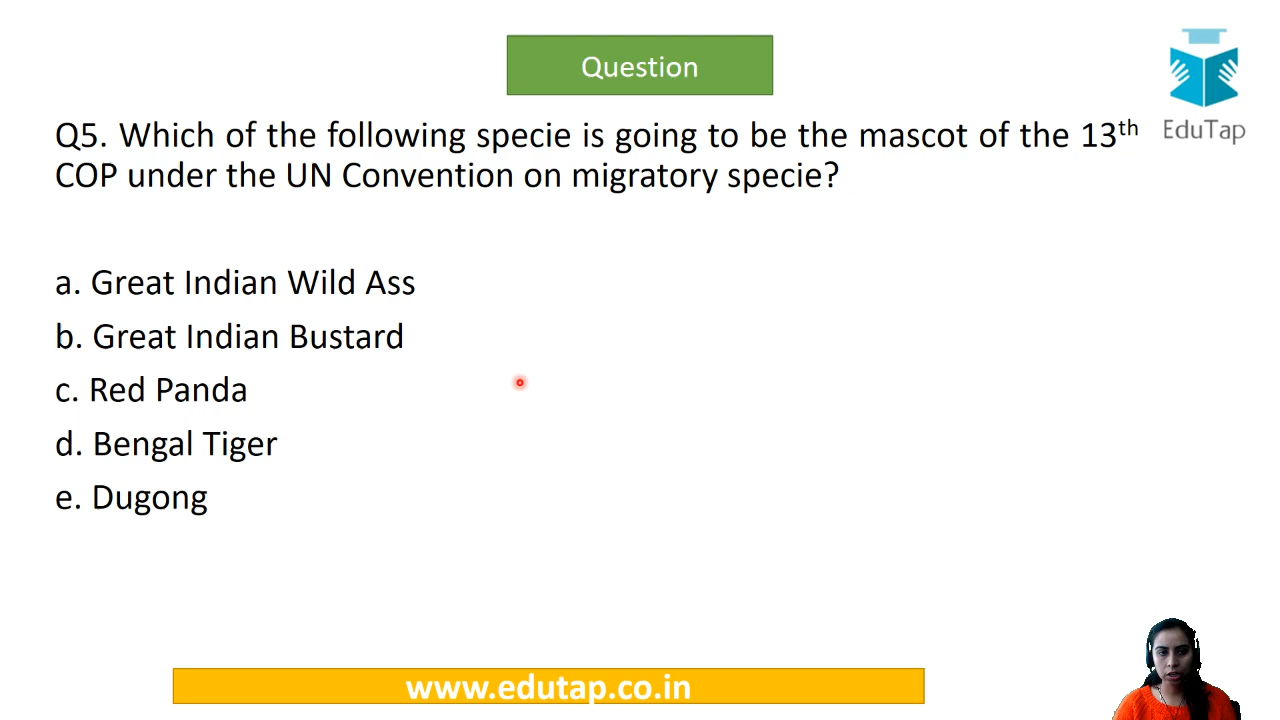 Question
EduTap
Q5. Which of the following specie is going to be the mascot of the 13th
COP under the UN Convention on migratory specie?
a. Great Indian Wild Ass
b. Great Indian Bustard
c. Red Panda
d. Bengal Tiger
e. Dugong
www.edutap.co.in